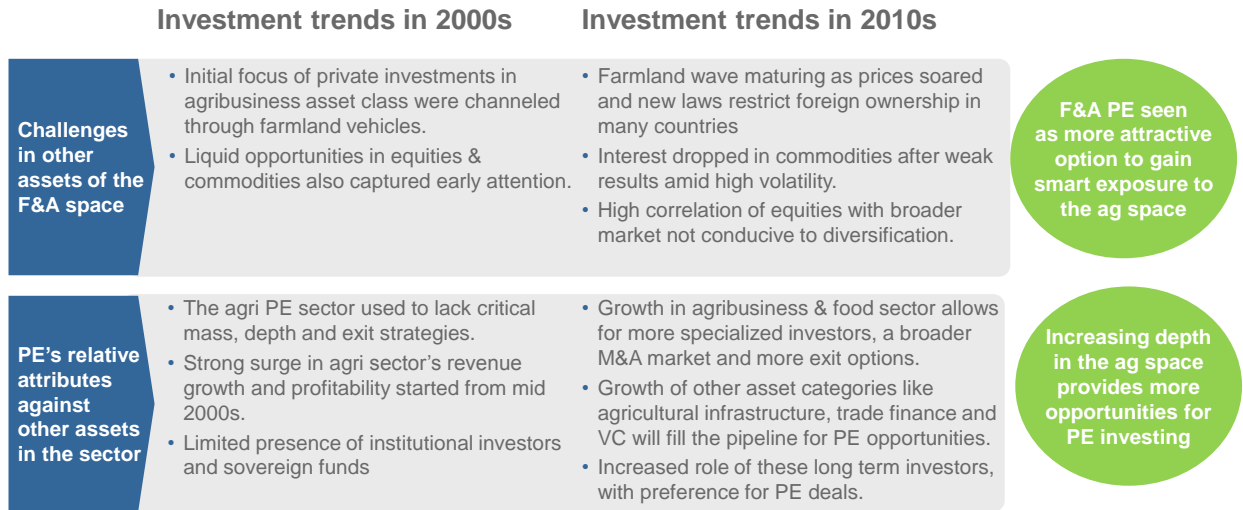 Investment trends in 2000s
Investment trends in 2010s
Challenges
in other
assets of the
F&A space
• Initial focus of private investments in
agribusiness asset class were channeled
through farmland vehicles.
• Liquid opportunities in equities &
commodities also captured early attention.
• Farmland wave maturing as prices soared
and new laws restrict foreign ownership in
many countries
• Interest dropped in commodities after weak
results amid high volatility.
• High correlation of equities with broader
market not conducive to diversification.
F&A PE seen
as more attractive
option to gain
smart exposure to
the ag space
PE's relative
attributes
against
other assets
in the sector
• The agri PE sector used to lack critical
mass, depth and exit strategies.
• Strong surge in agri sector's revenue
growth and profitability started from mid
2000s.
• Limited presence of institutional investors
and sovereign funds
• Growth in agribusiness & food sector allows
for more specialized investors, a broader
M&A market and more exit options.
• Growth of other asset categories like
agricultural infrastructure, trade finance and
VC will fill the pipeline for PE opportunities.
• Increased role of these long term investors,
with preference for PE deals.
Increasing depth
in the ag space
provides more
opportunities for
PE investing